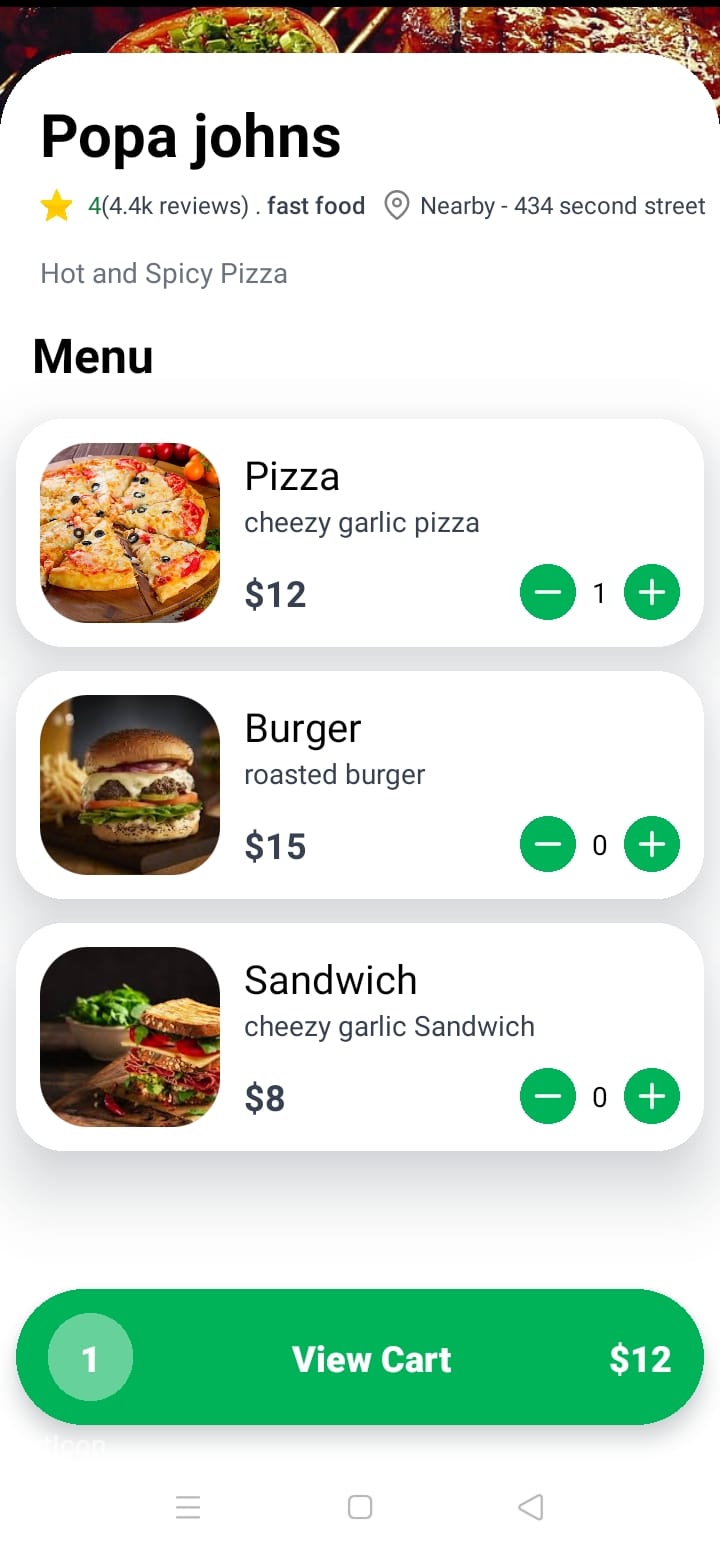 Popa johns
4(4.4k reviews) . fast food Nearby - 434 second street
Hot and Spicy Pizza
Menu
Pizza
cheezy garlic pizza
$12 1
Burger
roasted burger
$15 0
Sandwich
cheezy garlic Sandwich
$8 0
1 View Cart $12